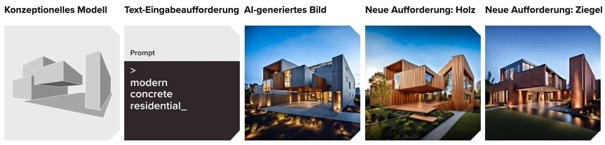 Konzeptionelles Modell
Text-Eingabeaufforderung
AI-generiertes Bild
Neue Aufforderung: Holz
Neue Aufforderung: Ziegel
Prompt
>
modern
concrete
residential_